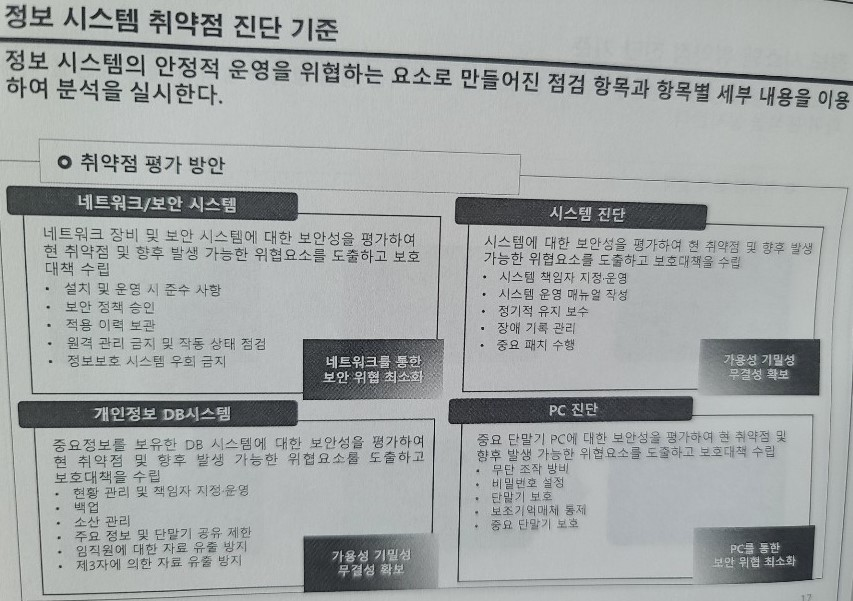 정보 시스템 취약점 진단 기준
정보 시스템의 안정적 운영을 위협하는 요소로 만들어진 점검 항목과 항목별 세부 내용을 이용
하여 분석을 실시한다.
취약점 평가 방안
네트워크/보안 시스템
네트워크 장비 및 보안 시스템에 대한 보안성을 평가하여
현 취약점 및 향후 발생 가능한 위협요소를 도출하고 보호
대책 수립
• 설치 및 운영 시 준수 사항
• 보안 정책 승인
• 적용 이력 보관
• 원격 관리 금지 및 작동 상태 점검
• 정보보호 시스템 우회 금지
네트워크를 통한
보안 위협 최소화
시스템 진단
시스템에 대한 보안성을 평가하여 현 취약점 및 향후 발생
가능한 위협요소를 도출하고 보호대책을 수립
• 시스템 책임자 지정·운영
• 시스템 운영 매뉴얼 작성
• 정기적 유지 보수
• 장애 기록 관리
• 중요 패치 수행
가용성 기밀성
무결성 확보
개인정보 DB시스템
중요정보를 보유한 DB 시스템에 대한 보안성을 평가하여
현 취약점 및 향후 발생 가능한 위협요소를 도출하고
보호대책을 수립
• 현황 관리 및 책임자 지정·운영
• 백업
• 소산 관리
• 주요 정보 및 단말기 공유 제한
• 임직원에 대한 자료 유출 방지
• 제3자에 의한 자료 유출 방지
가용성 기밀성
무결성 확보
PC 진단
중요 단말기 PC에 대한 보안성을 평가하여 현 취약점 및
향후 발생 가능한 위협요소를 도출하고 보호대책 수립
• 무단 조작 방비
• 비밀번호 설정
• 단말기 보호
• 보조기억매체 통제
• 중요 단말기 보호
PC를 통한
보안 위협 최소화
17